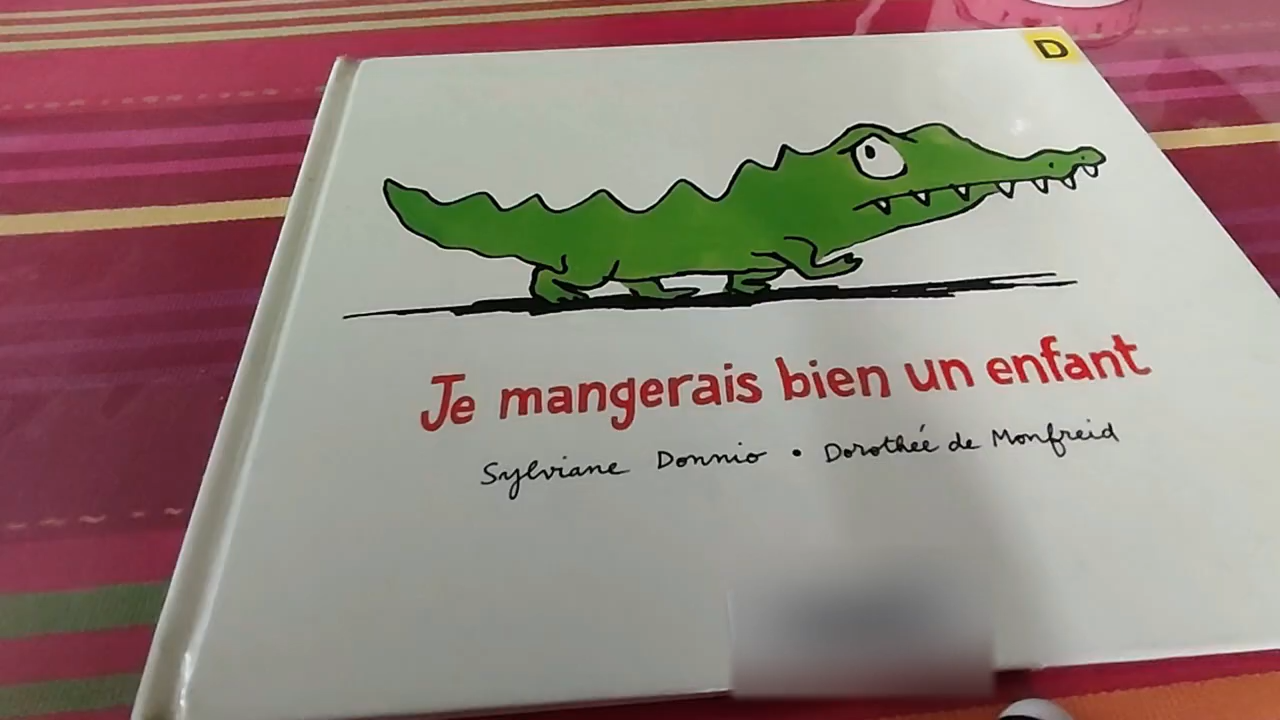 D
Je mangerais bien un enfant
Sylviane Donnio • Dorothée de Monfreid